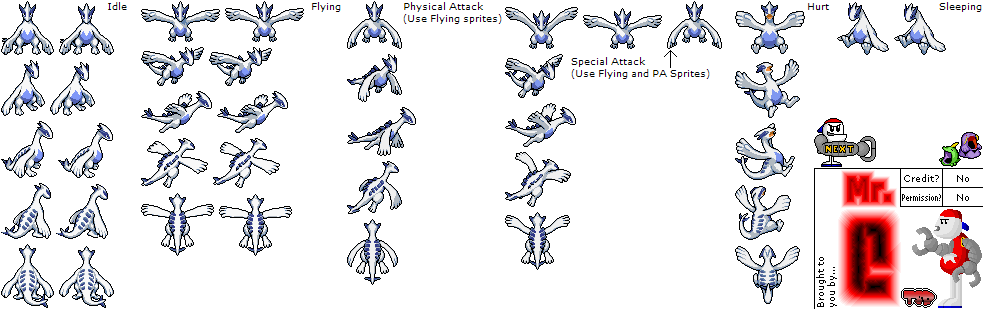 Idle
Flying
Physical Attack
(Use Flying sprites)
Special Attack
(Use Flying and PA Sprites)
Hurt
Sleeping
NEXT
Mr.
C
Credit? No
Permission? No
Brought to
you by...